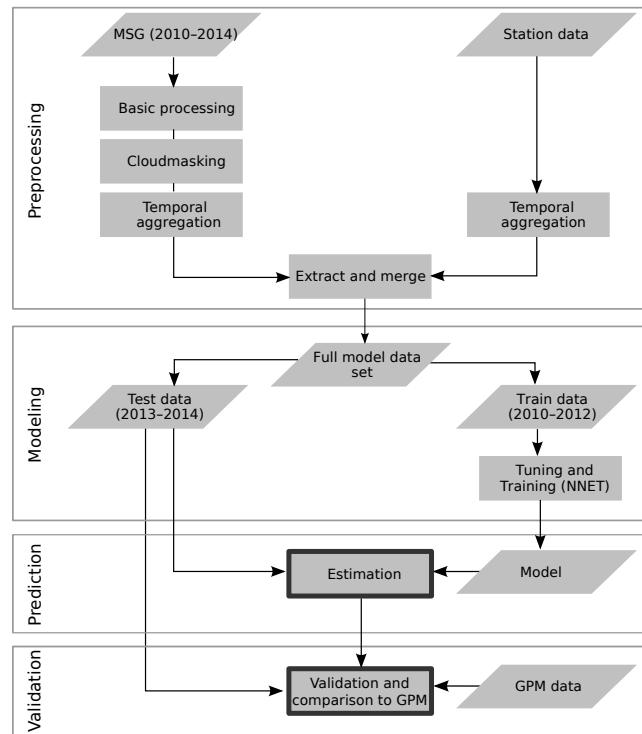 Preprocessing
MSG (2010–2014)
Station data
Basic processing
Cloudmasking
Temporal
aggregation
Temporal
aggregation
Extract and merge
Modeling
Full model data
set
Test data
(2013–2014)
Train data
(2010–2012)
Tuning and
Training (NNET)
Prediction
Estimation
Model
Validation
Validation and
comparison to GPM
GPM data